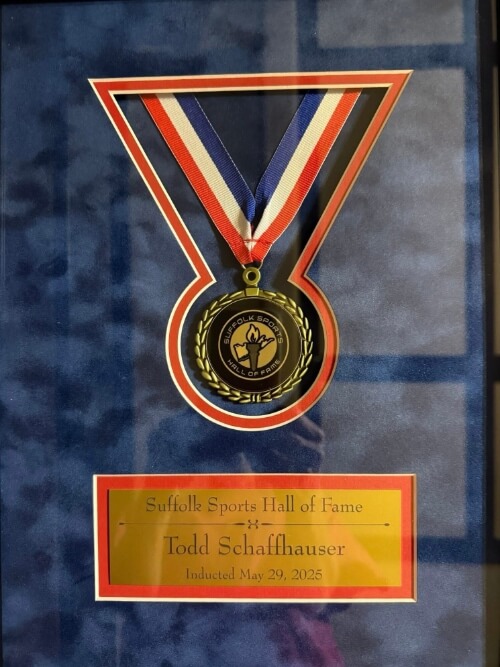 SUFFOLK SPORTS
HALL OF FAME
Suffolk Sports Hall of Fame
Todd Schaffhauser
Inducted May 29, 2025